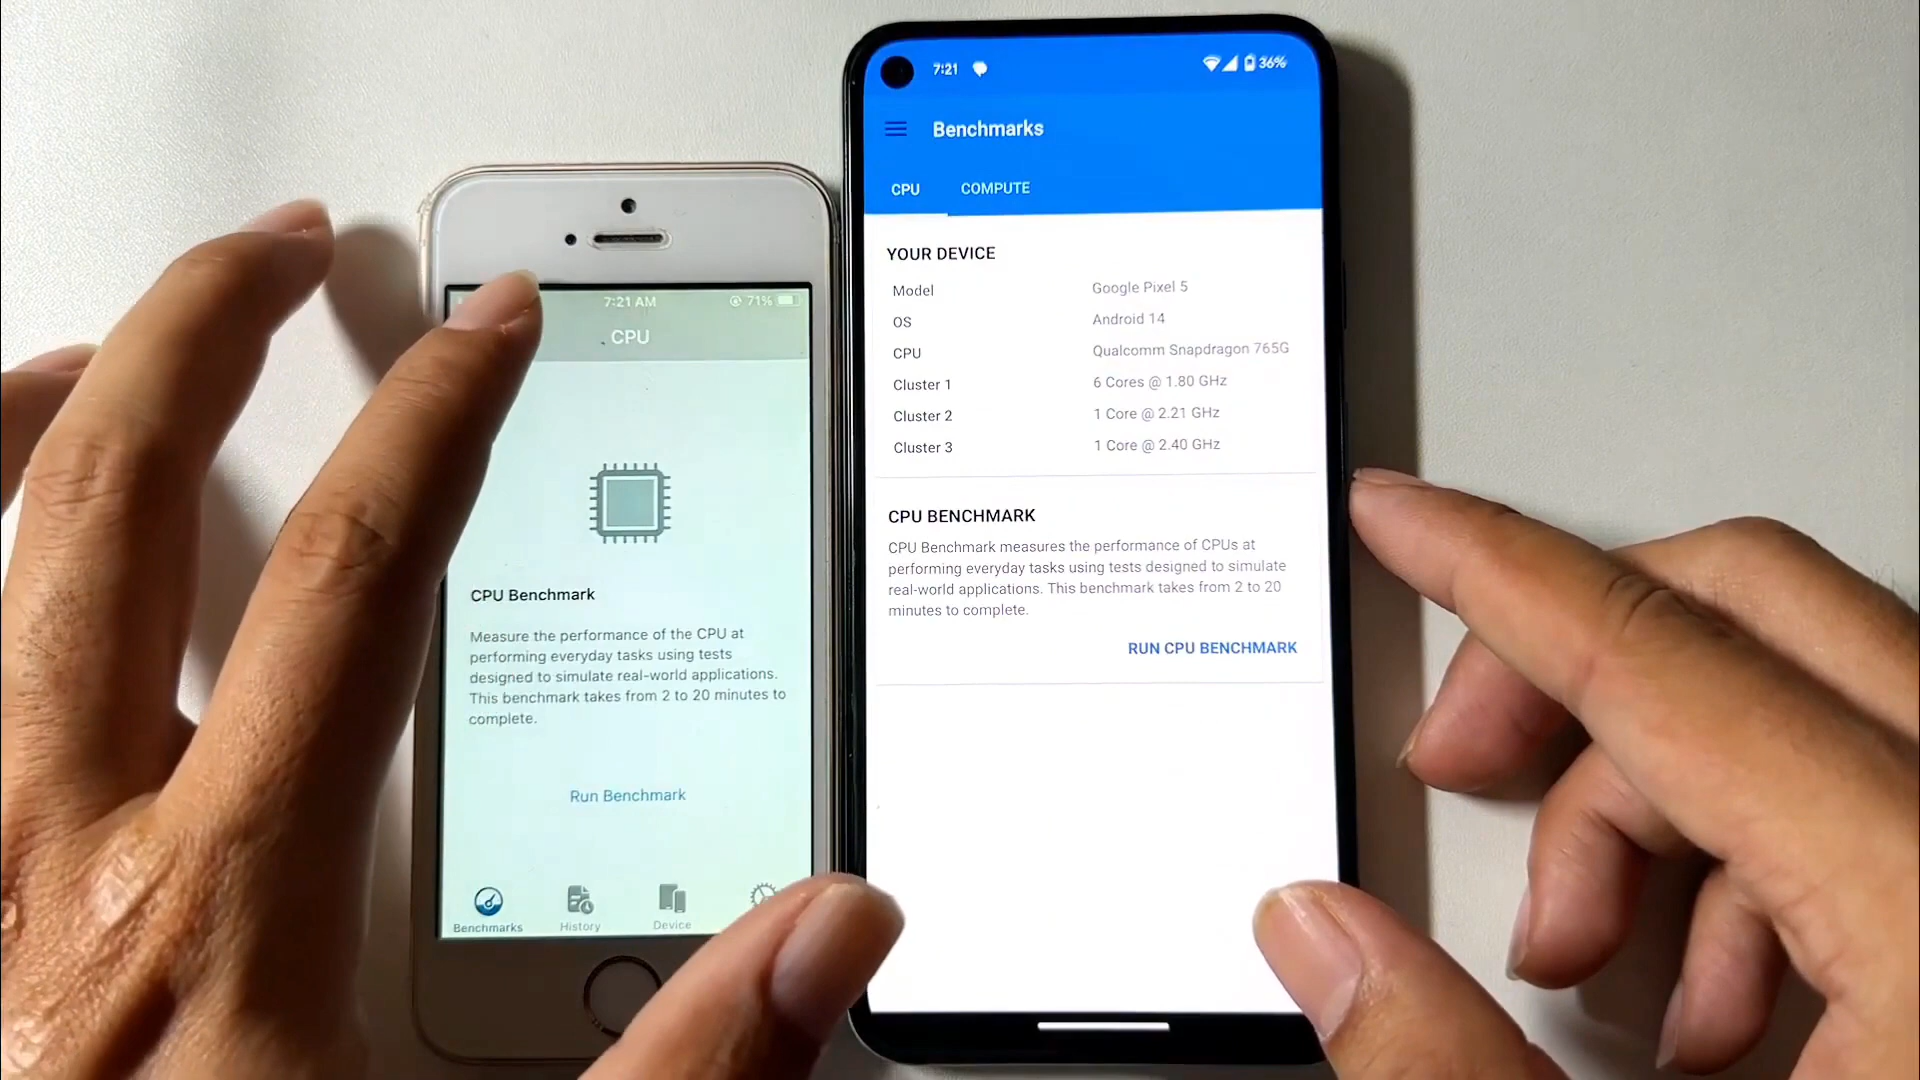 7:21 AM
71%
CPU
CPU Benchmark
Measure the performance of the CPU at
performing everyday tasks using tests
designed to simulate real-world applications.
This benchmark takes from 2 to 20 minutes to
complete.
Run Benchmark
Benchmarks
History
Device
7:21
36%
Benchmarks
CPU COMPUTE
YOUR DEVICE
Model Google Pixel 5
OS Android 14
CPU Qualcomm Snapdragon 765G
Cluster 1 6 Cores @ 1.80 GHz
Cluster 2 1 Core @ 2.21 GHz
Cluster 3 1 Core @ 2.40 GHz
CPU BENCHMARK
CPU Benchmark measures the performance of CPUs at
performing everyday tasks using tests designed to simulate
real-world applications. This benchmark takes from 2 to 20
minutes to complete.
RUN CPU BENCHMARK